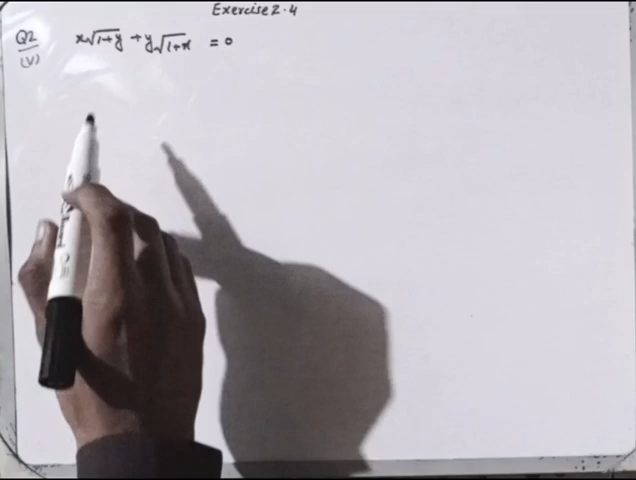 Exercise 2.4
Q2 x√1+y + y√1+x = 0
(V)